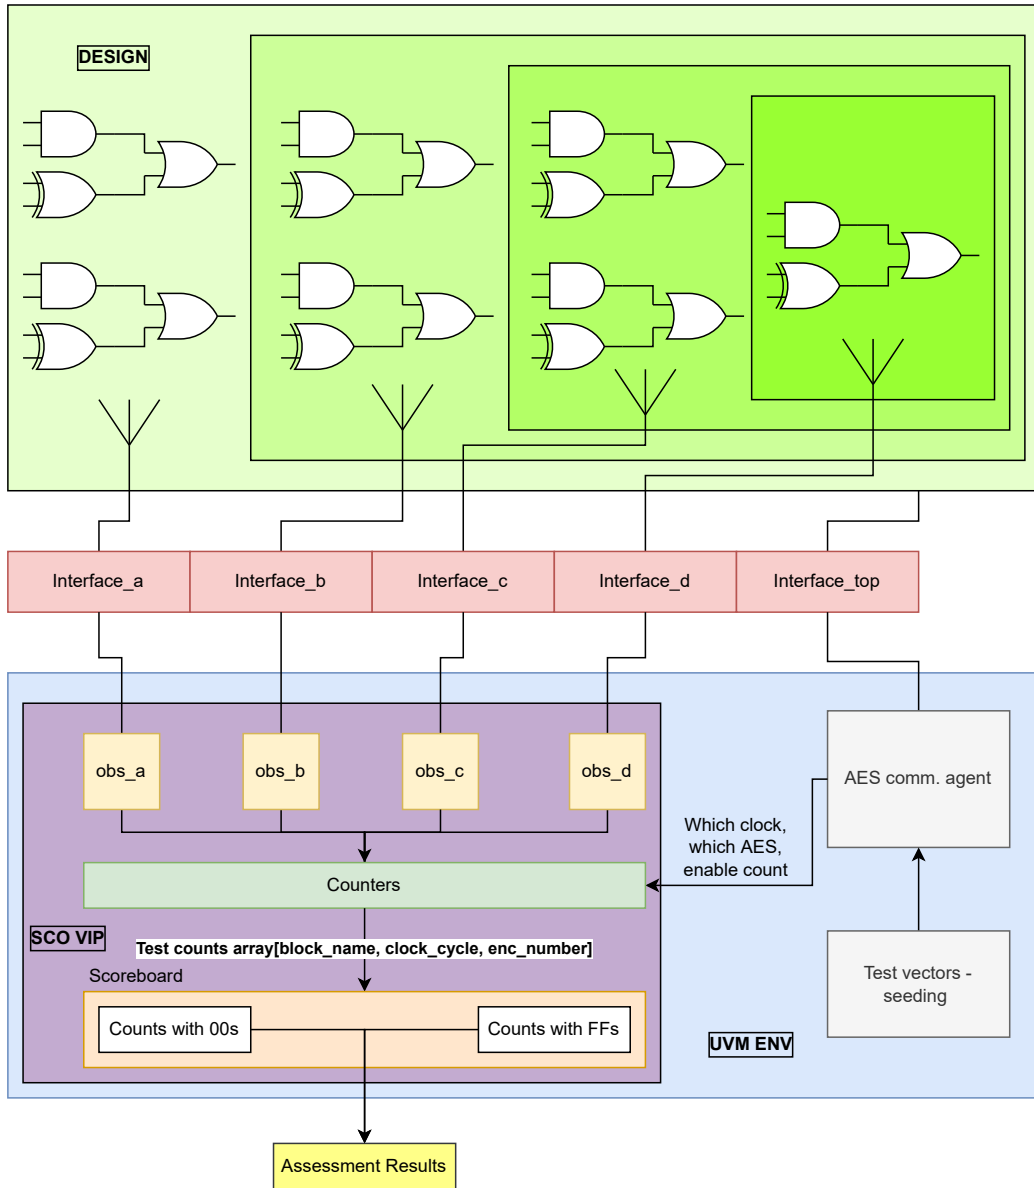 DESIGN
Interface_a
Interface_b
Interface_c
Interface_d
Interface_top
obs_a
obs_b
obs_c
obs_d
AES comm. agent
Which clock,
which AES,
enable count
Counters
SCO VIP
Test counts array[block_name, clock_cycle, enc_number]
Scoreboard
Test vectors -
seeding
Counts with 00s
Counts with FFs
UVM ENV
Assessment Results